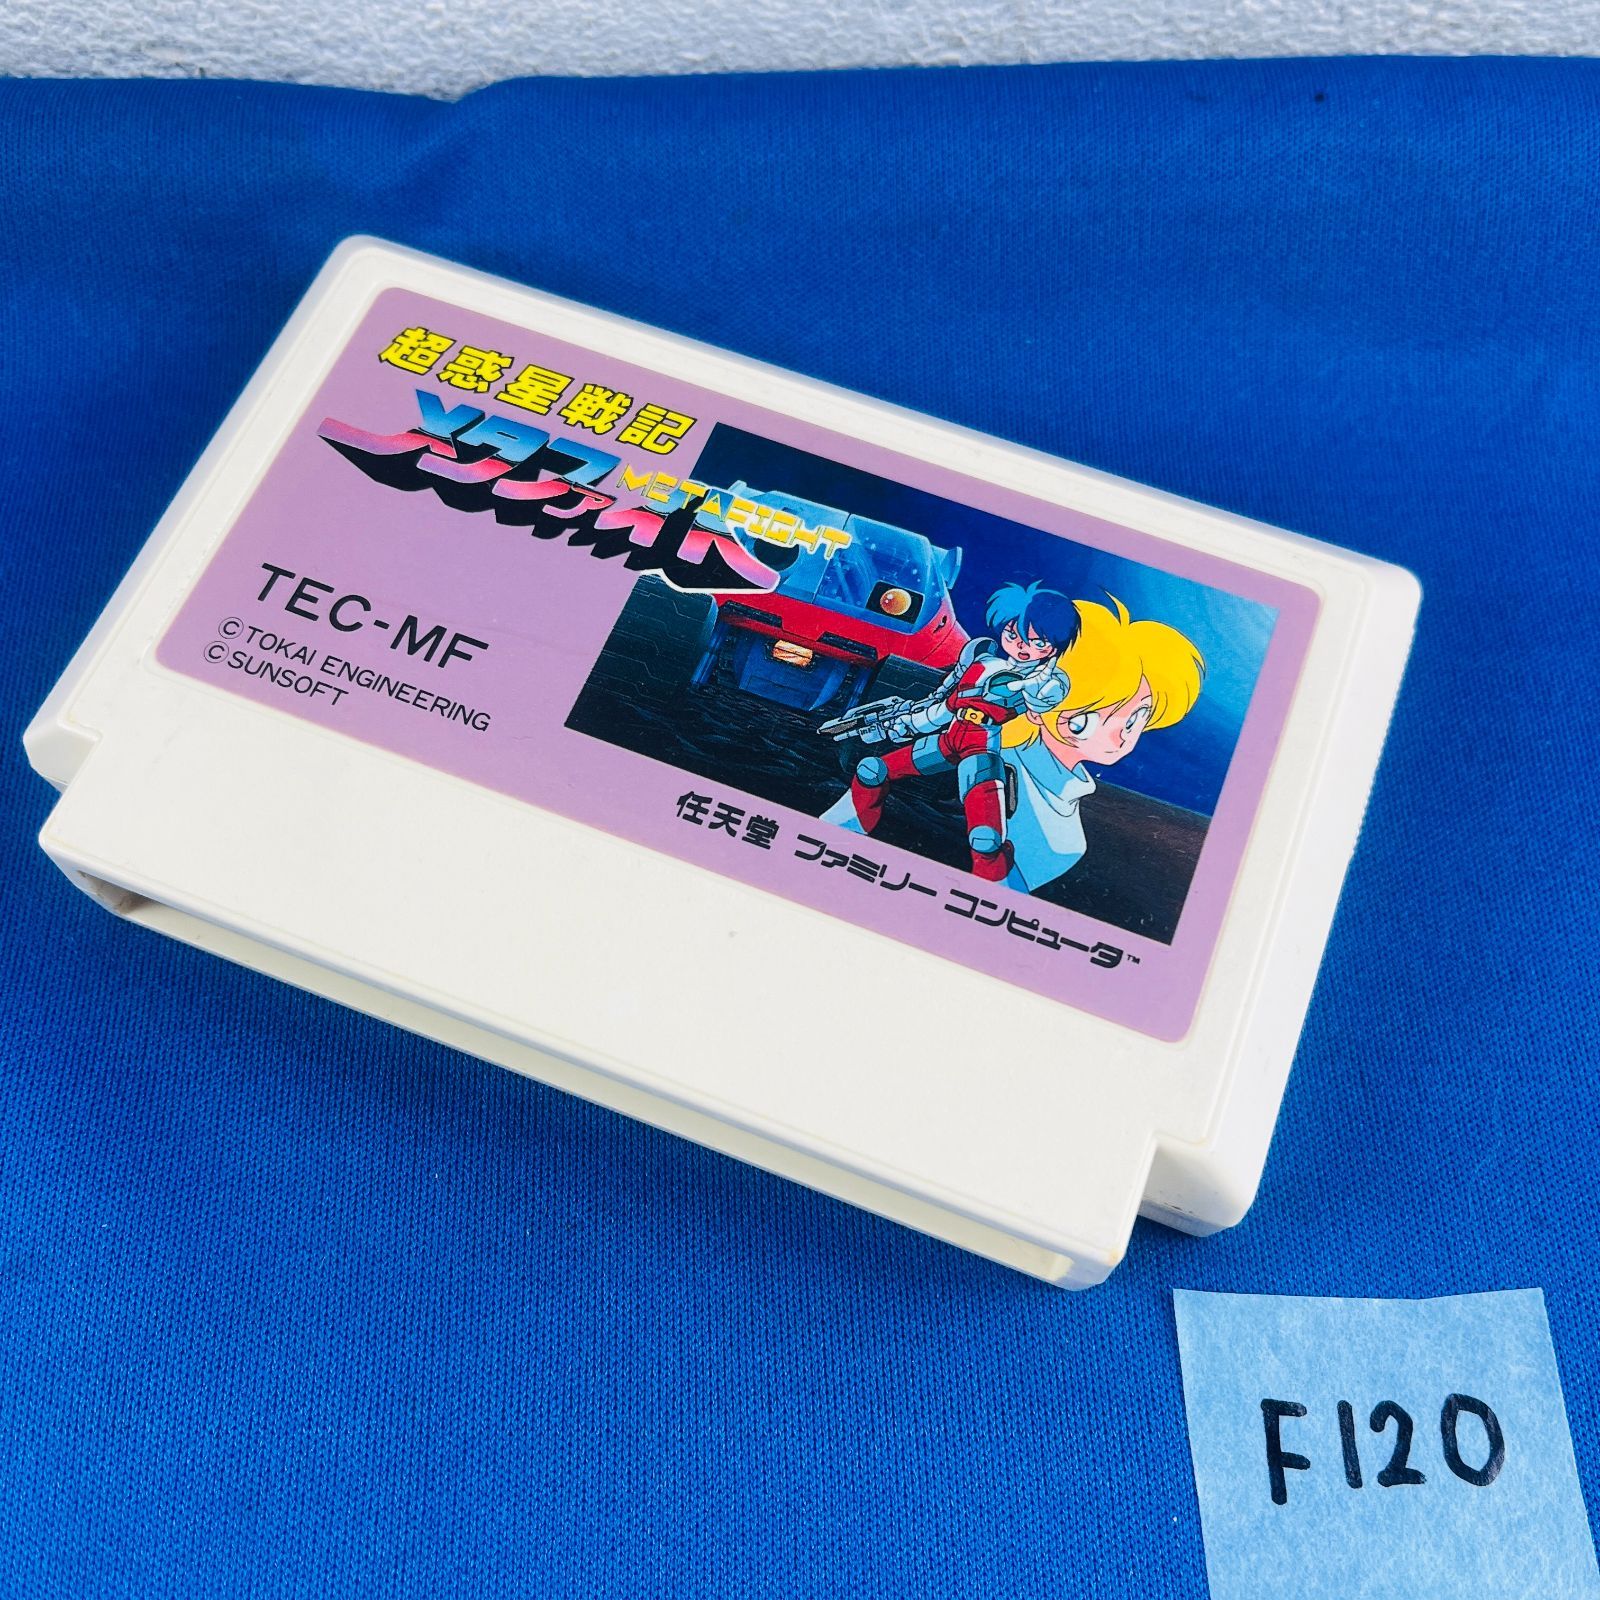 超惑星戦記
メタファイト
METAFIGHT
TEC-MF
©TOKAI ENGINEERING
©SUNSOFT
任天堂 ファミリー コンピュータ™
F120